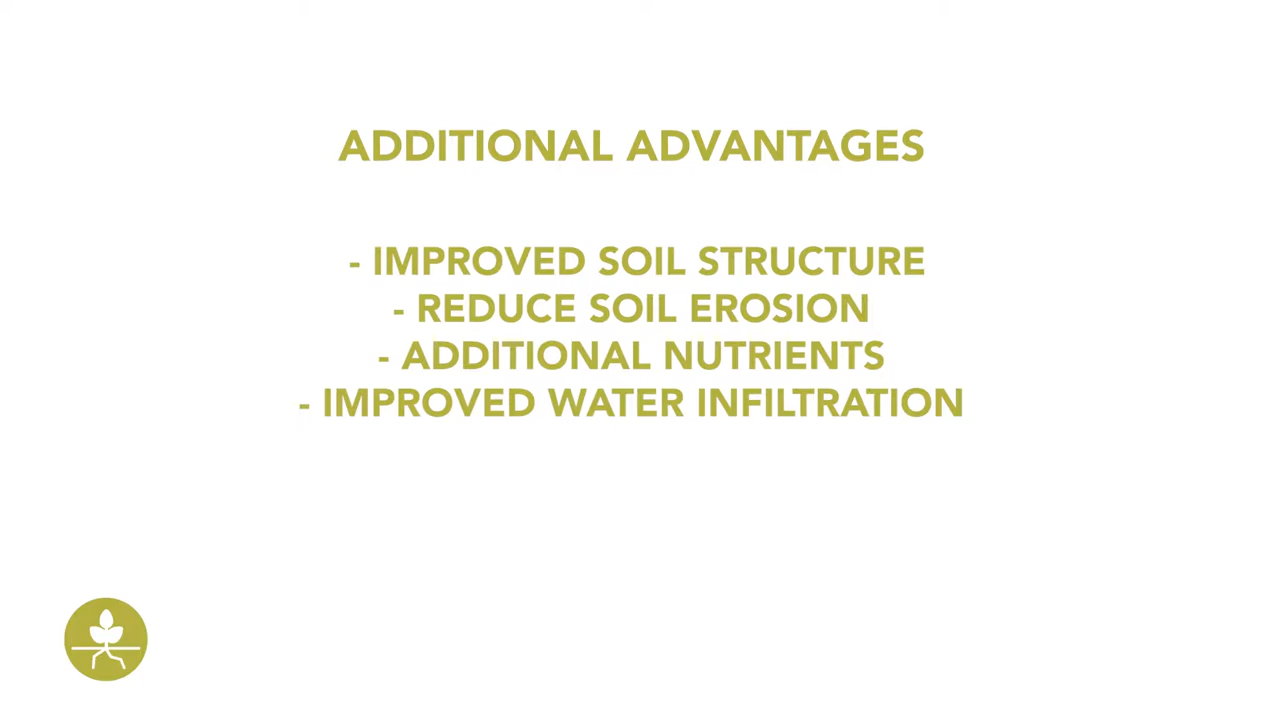 ADDITIONAL ADVANTAGES
- IMPROVED SOIL STRUCTURE
- REDUCE SOIL EROSION
- ADDITIONAL NUTRIENTS
- IMPROVED WATER INFILTRATION